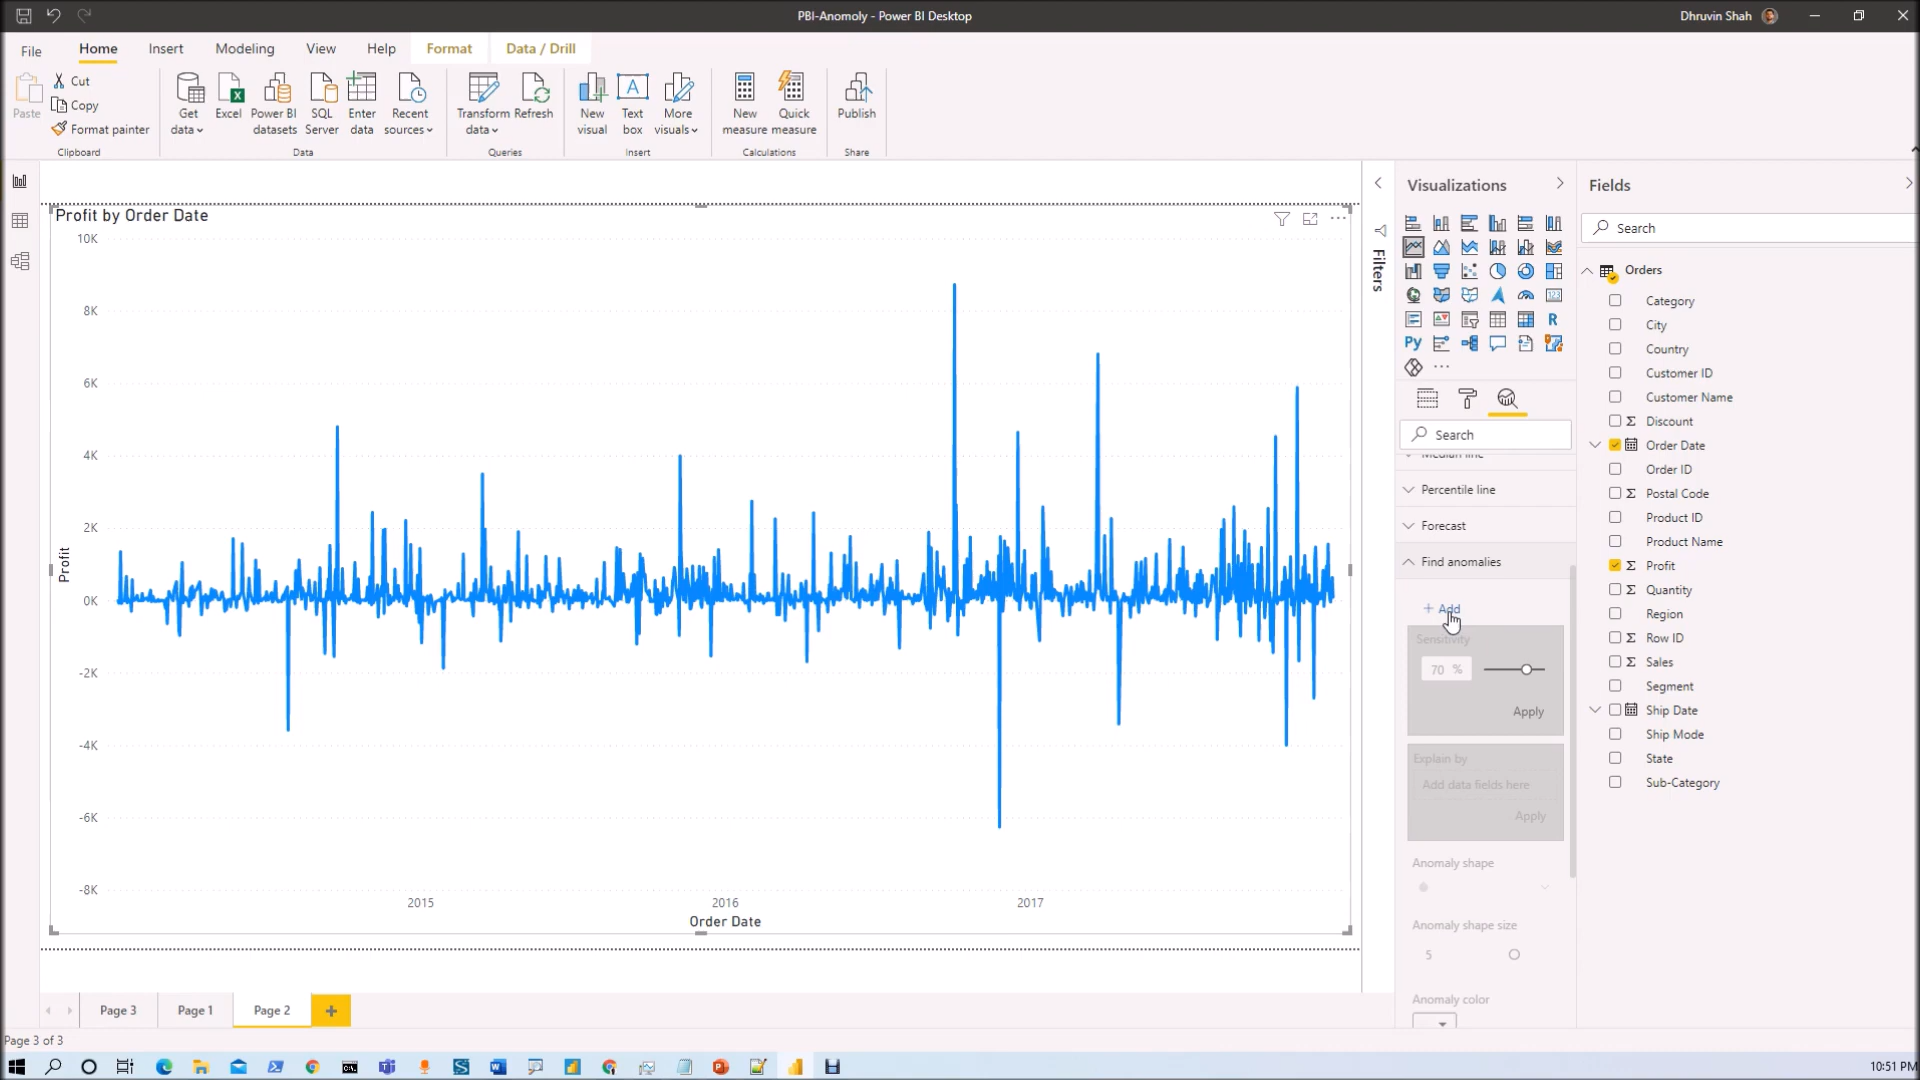 PBI-Anomoly - Power BI Desktop
Dhruvin Shah
File
Home
Insert
Modeling
View
Help
Format
Data / Drill
Paste
Cut
Copy
Format painter
Clipboard
Get data
Excel
Power BI datasets
SQL Server
Enter data
Recent sources
Data
Transform data
Refresh
Queries
New visual
Text box
More visuals
Insert
New measure
Quick measure
Calculations
Publish
Share
Profit by Order Date
10K
8K
6K
4K
2K
0K
-2K
-4K
-6K
-8K
Profit
2015
2016
2017
Order Date
Filters
Visualizations
R
Py
123
Search
Median line
Percentile line
Forecast
Find anomalies
+ Add
Sensitivity
70 %
Apply
Explain by
Add data fields here
Apply
Anomaly shape
Anomaly shape size
5
Anomaly color
Fields
Search
Orders
Category
City
Country
Customer ID
Customer Name
Σ Discount
Order Date
Order ID
Σ Postal Code
Product ID
Product Name
Σ Profit
Σ Quantity
Region
Σ Row ID
Σ Sales
Segment
Ship Date
Ship Mode
State
Sub-Category
Page 3
Page 1
Page 2
+
Page 3 of 3
10:51 PM